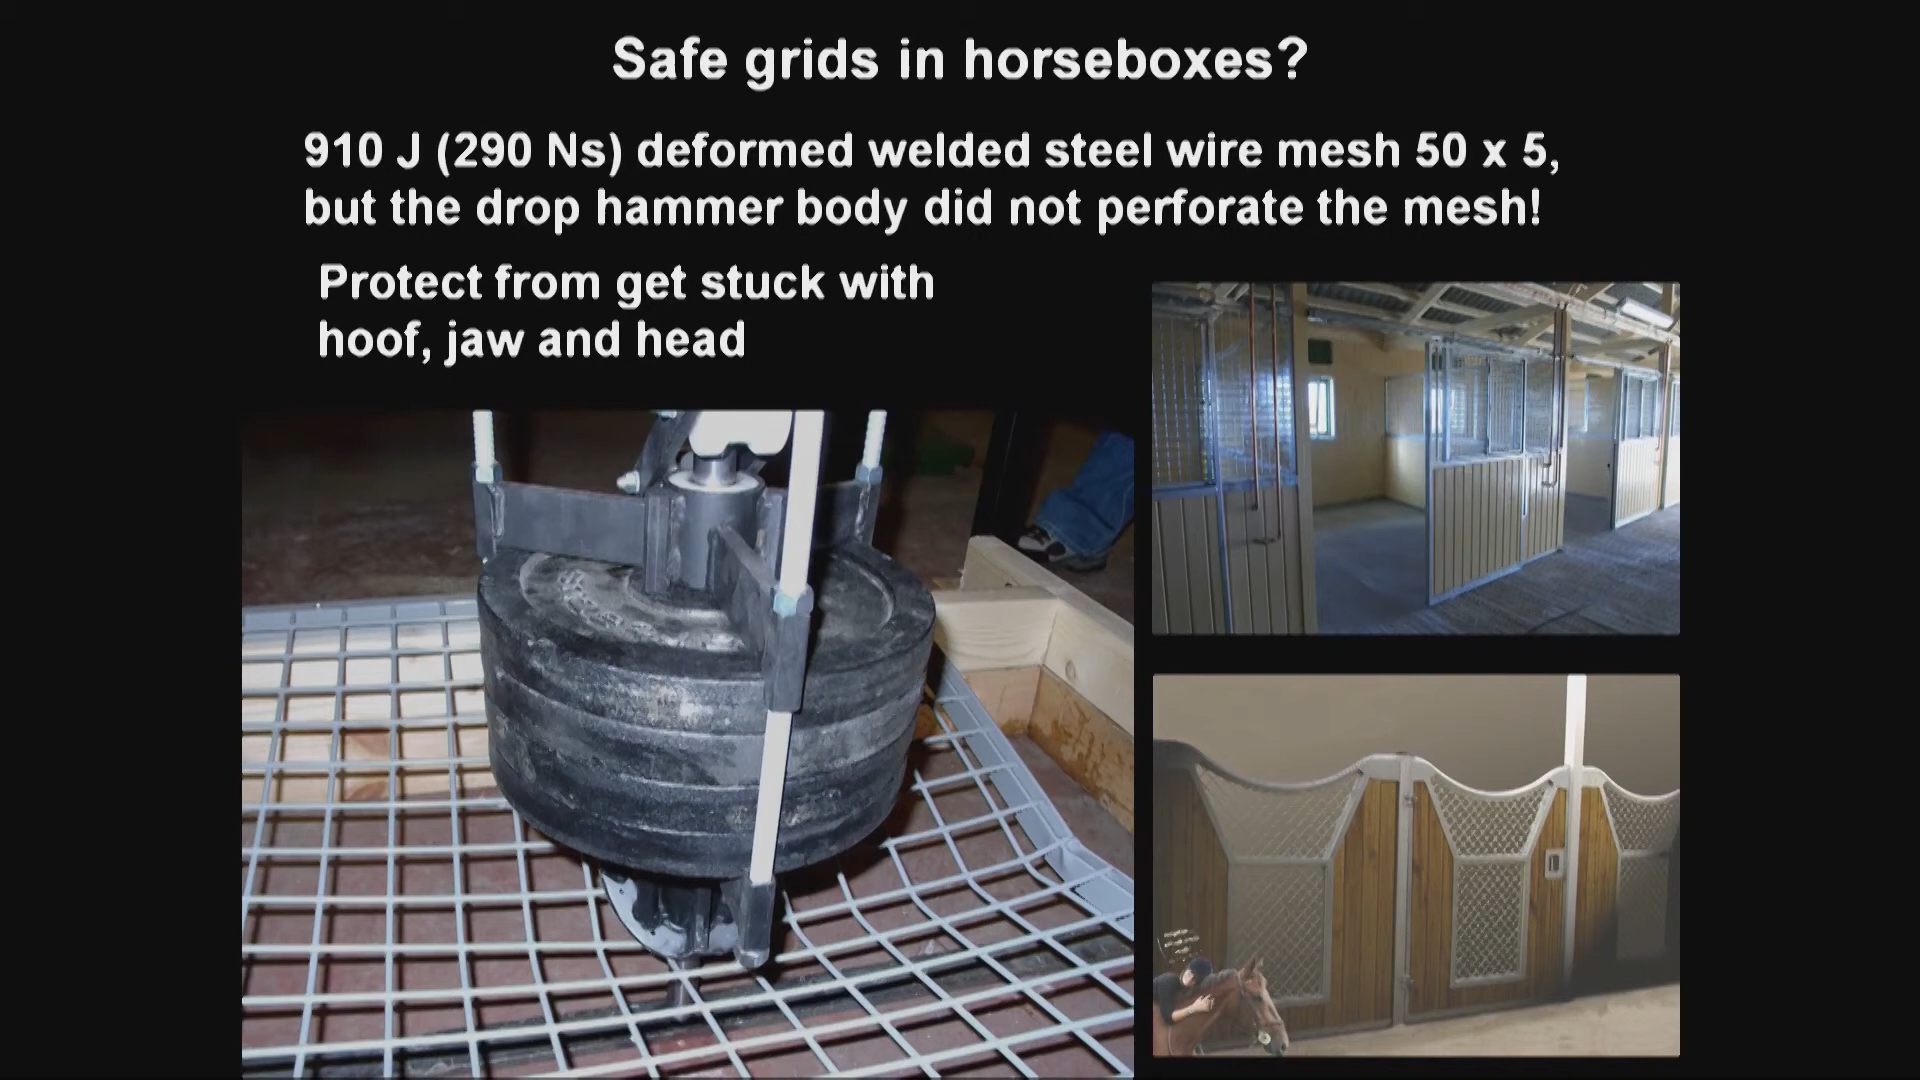 Safe grids in horseboxes?
910 J (290 Ns) deformed welded steel wire mesh 50 x 5,
but the drop hammer body did not perforate the mesh!
Protect from get stuck with
hoof, jaw and head